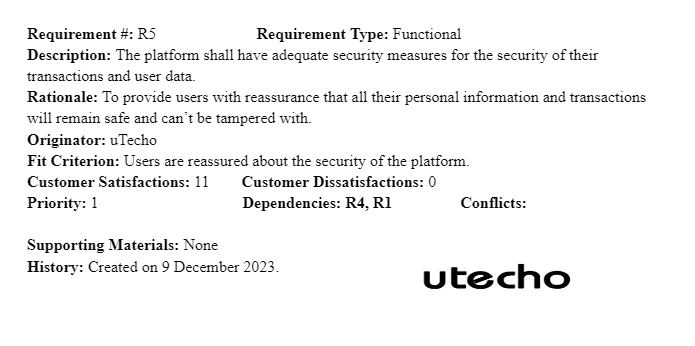 Requirement #: R5 Requirement Type: Functional
Description: The platform shall have adequate security measures for the security of their
transactions and user data.
Rationale: To provide users with reassurance that all their personal information and transactions
will remain safe and can’t be tampered with.
Originator: uTecho
Fit Criterion: Users are reassured about the security of the platform.
Customer Satisfactions: 11 Customer Dissatisfactions: 0
Priority: 1 Dependencies: R4, R1 Conflicts:
Supporting Materials: None
History: Created on 9 December 2023.
utecho